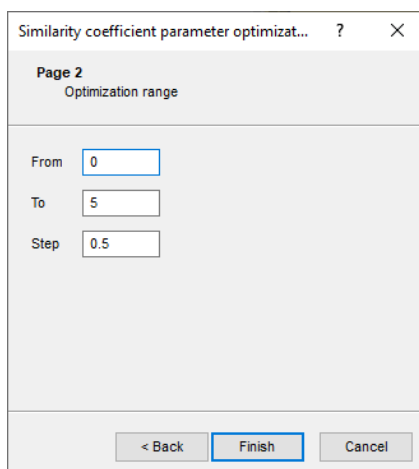 Similarity coefficient parameter optimizat... ?
Page 2
Optimization range
From 0
To 5
Step 0.5
< Back Finish Cancel